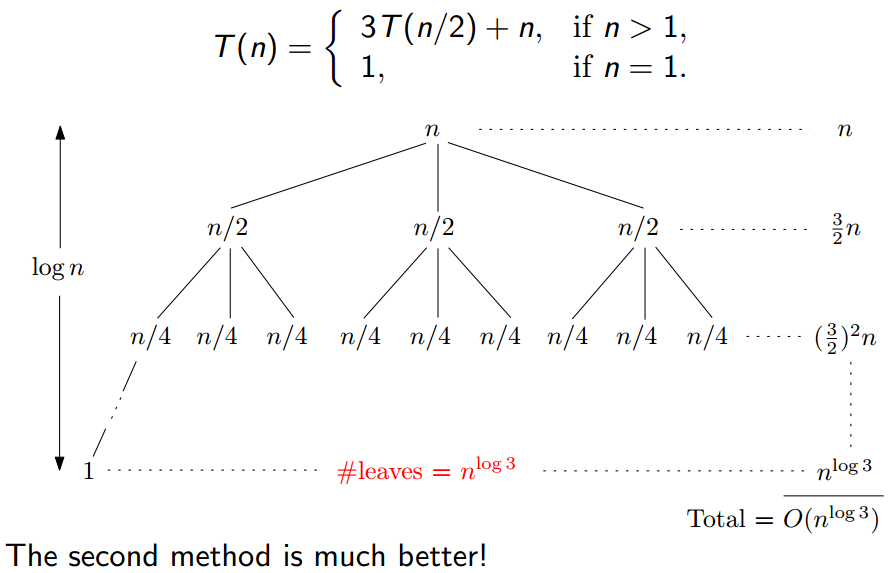 T(n) = { 3T(n/2) + n, if n > 1,
1, if n = 1.
n n
n/2 n/2 n/2 3/2 n
log n
n/4 n/4 n/4 n/4 n/4 n/4 n/4 n/4 n/4 (3/2)²n
1 #leaves = n^{log 3} n^{log 3}
Total = O(n^{log 3})
The second method is much better!